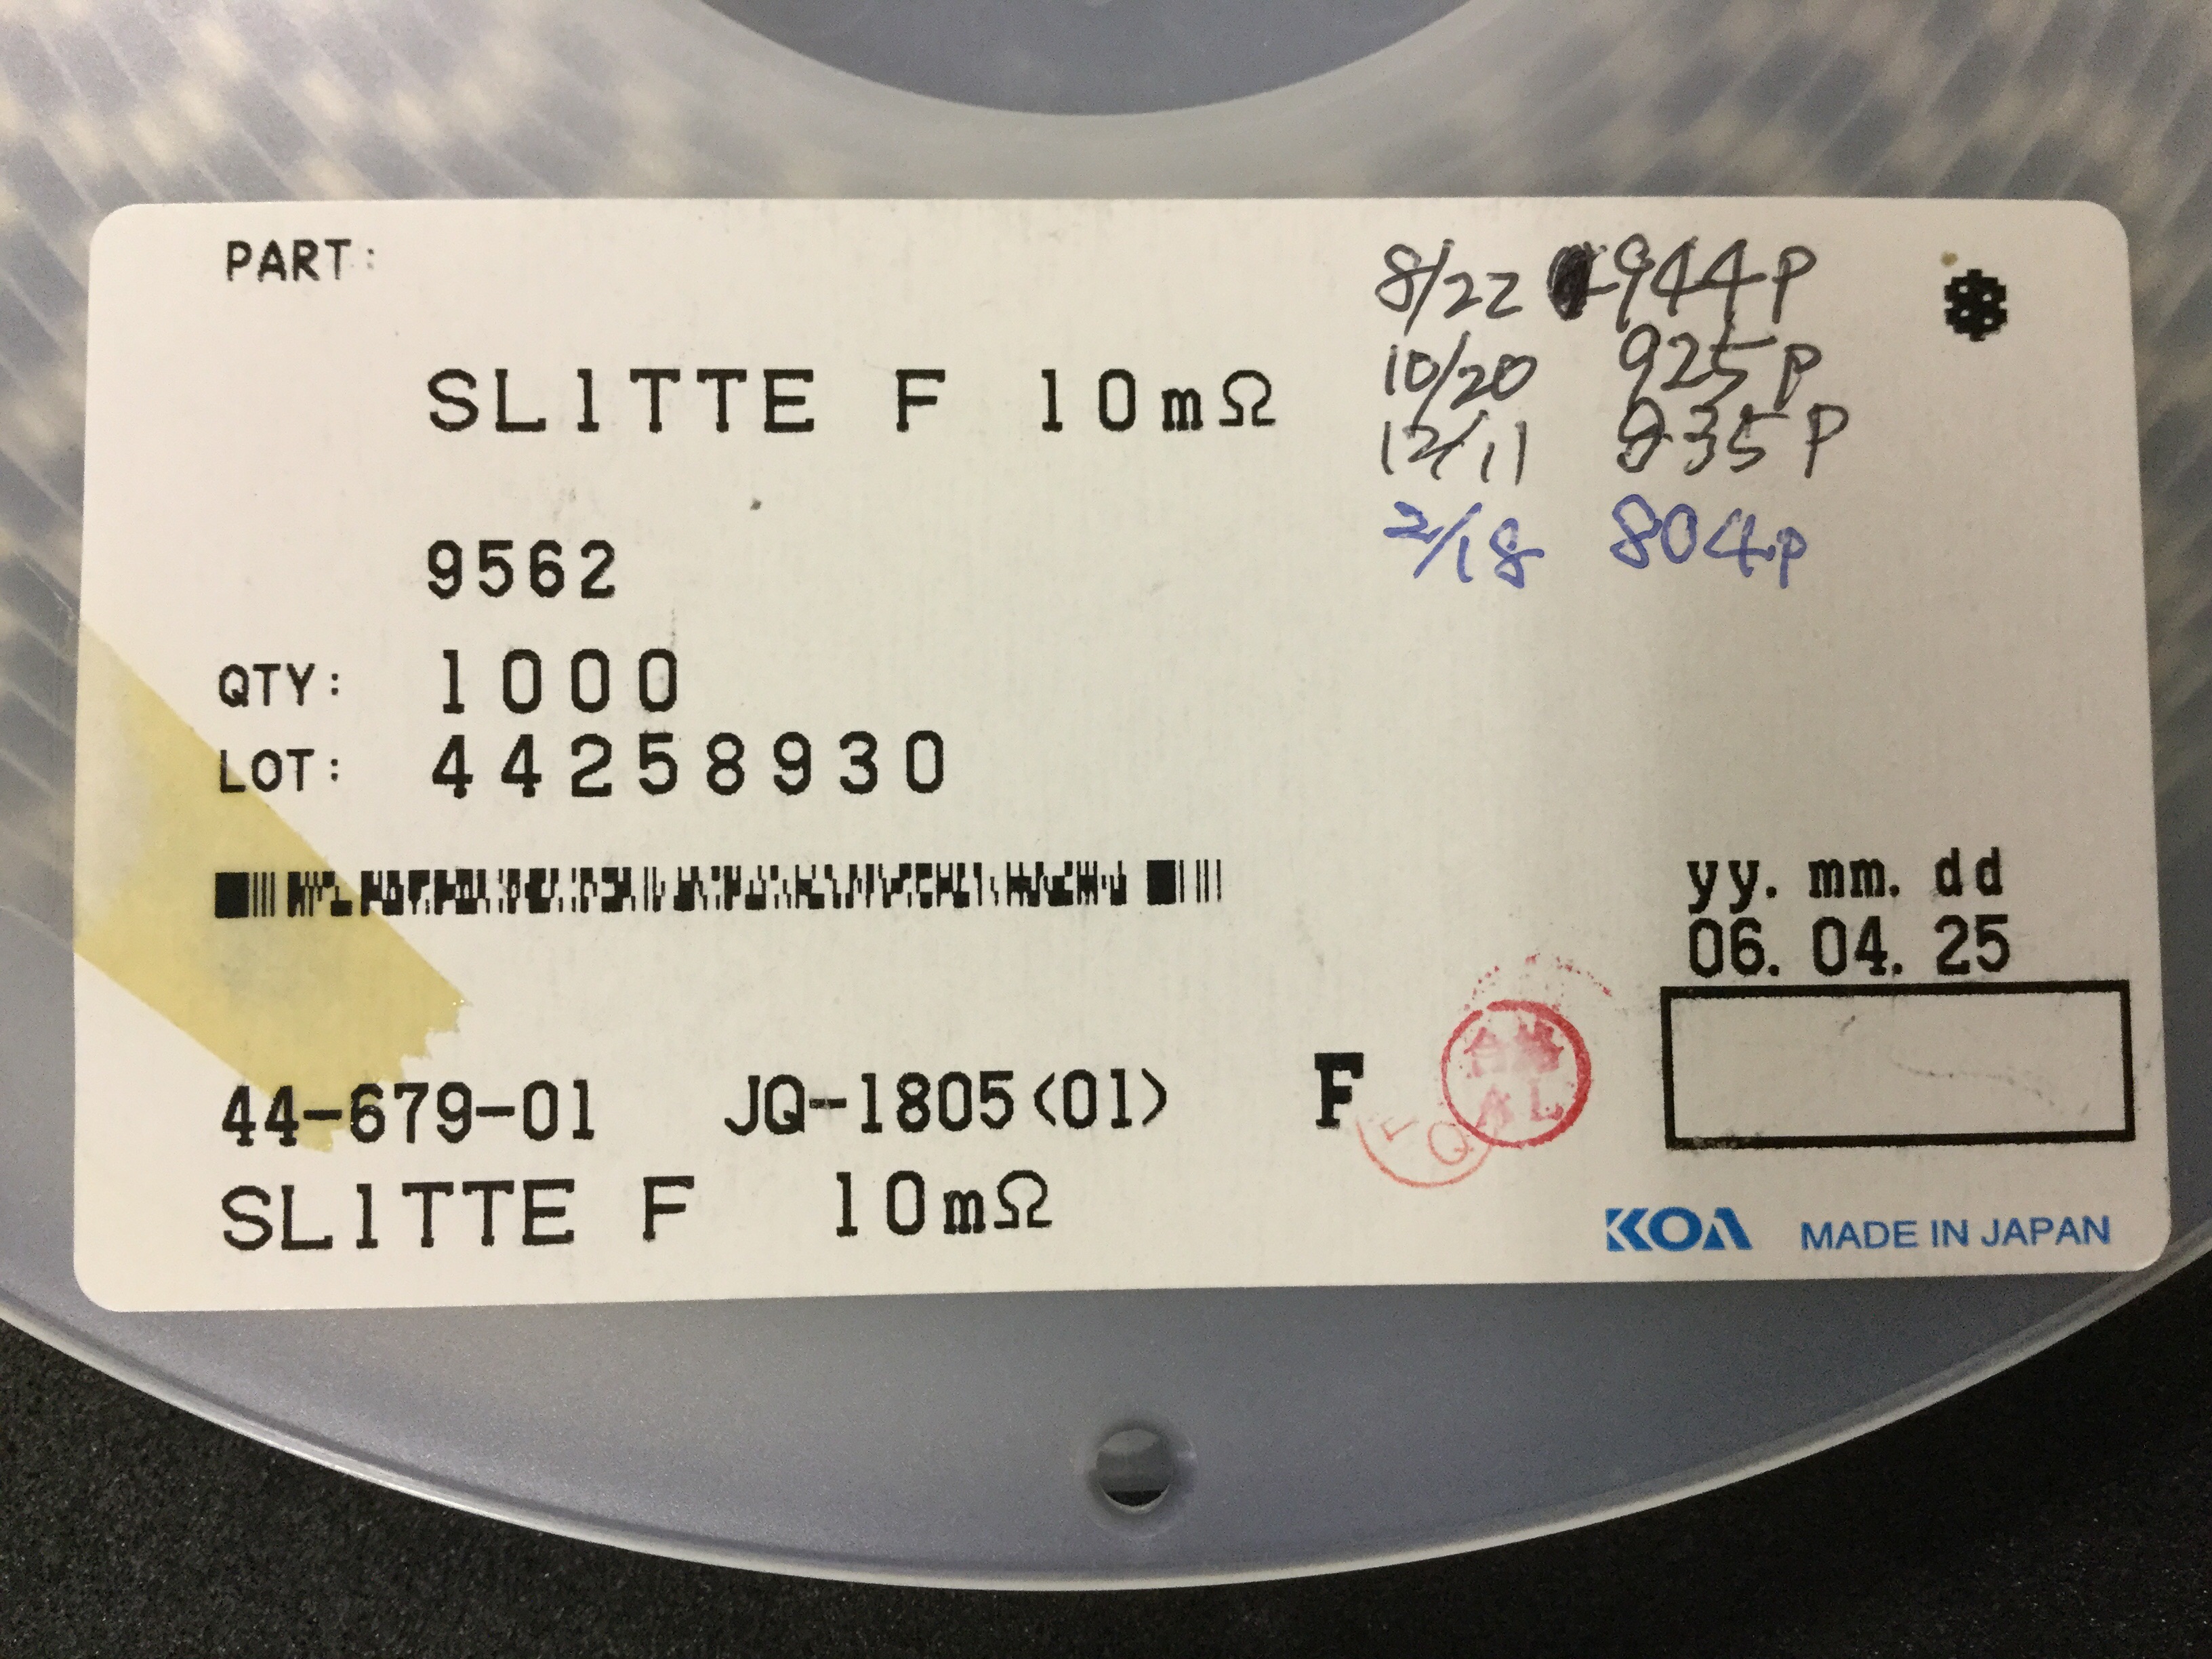 PART:
8/22 944P
10/20 925P
SL1TTE F 10mΩ
12/11 835P
2/18 804P
9562
QTY: 1000
LOT: 44258930
yy. mm. dd
06. 04. 25
44-679-01 JQ-1805<01> F
合格
SL1TTE F 10mΩ
KOA MADE IN JAPAN